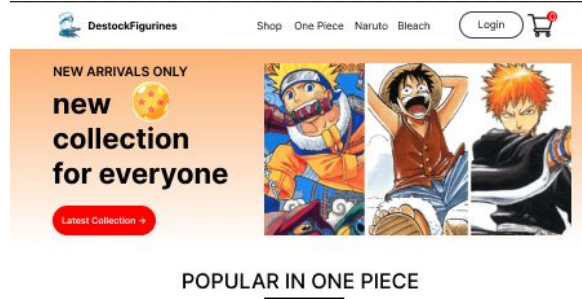 DestockFigurines
Shop One Piece Naruto Bleach
Login
0
NEW ARRIVALS ONLY
new
collection
for everyone
Latest Collection →
POPULAR IN ONE PIECE